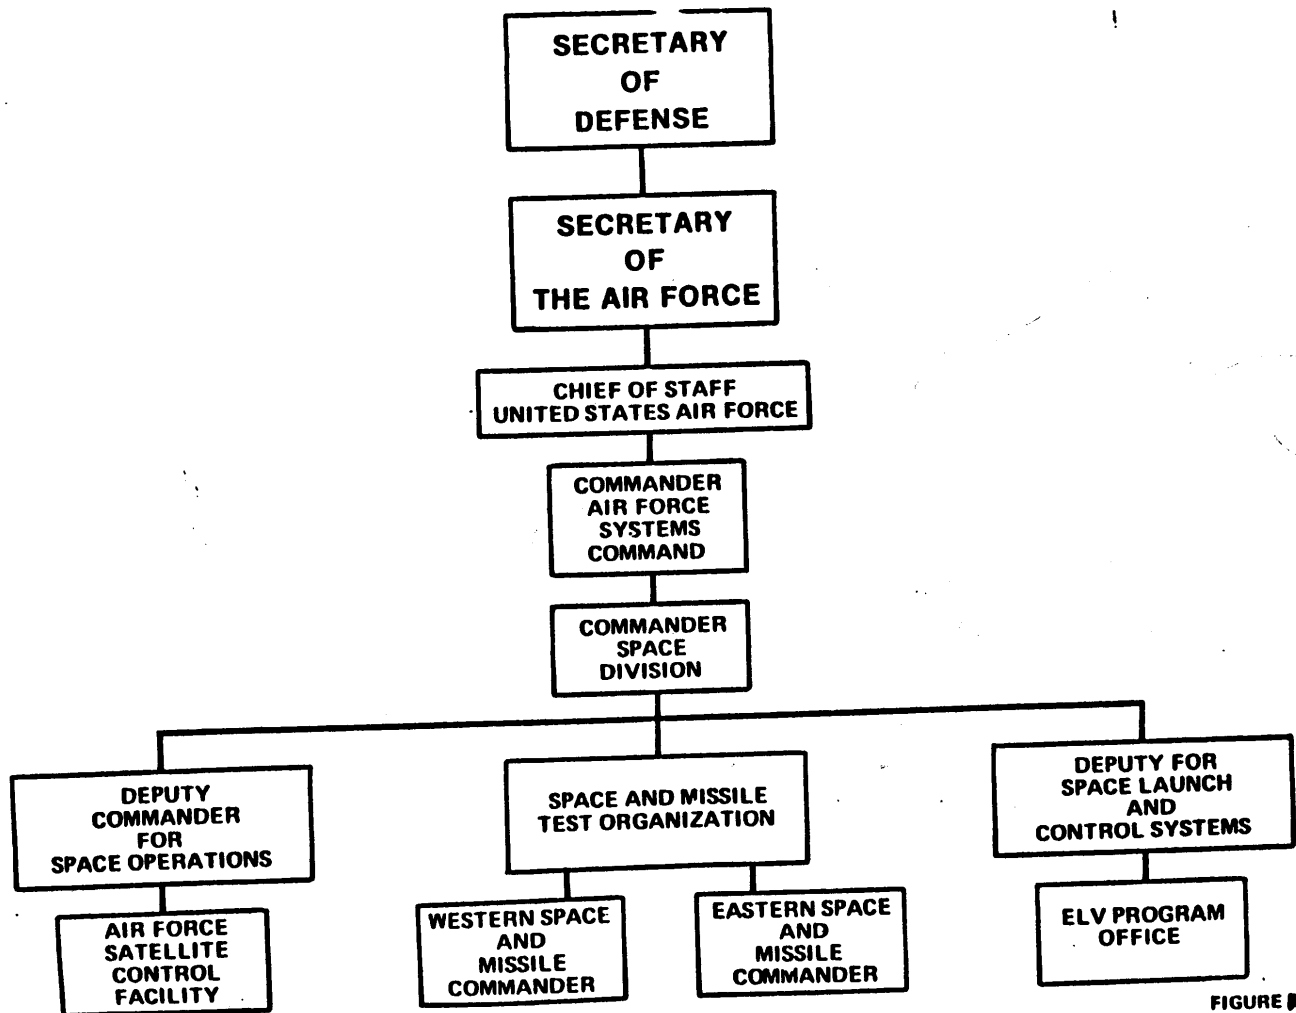 SECRETARY
OF
DEFENSE
SECRETARY
OF
THE AIR FORCE
CHIEF OF STAFF
UNITED STATES AIR FORCE
COMMANDER
AIR FORCE
SYSTEMS
COMMAND
COMMANDER
SPACE
DIVISION
DEPUTY
COMMANDER
FOR
SPACE OPERATIONS
SPACE AND MISSILE
TEST ORGANIZATION
DEPUTY FOR
SPACE LAUNCH
AND
CONTROL SYSTEMS
AIR FORCE
SATELLITE
CONTROL
FACILITY
WESTERN SPACE
AND
MISSILE
COMMANDER
EASTERN SPACE
AND
MISSILE
COMMANDER
ELV PROGRAM
OFFICE
FIGURE